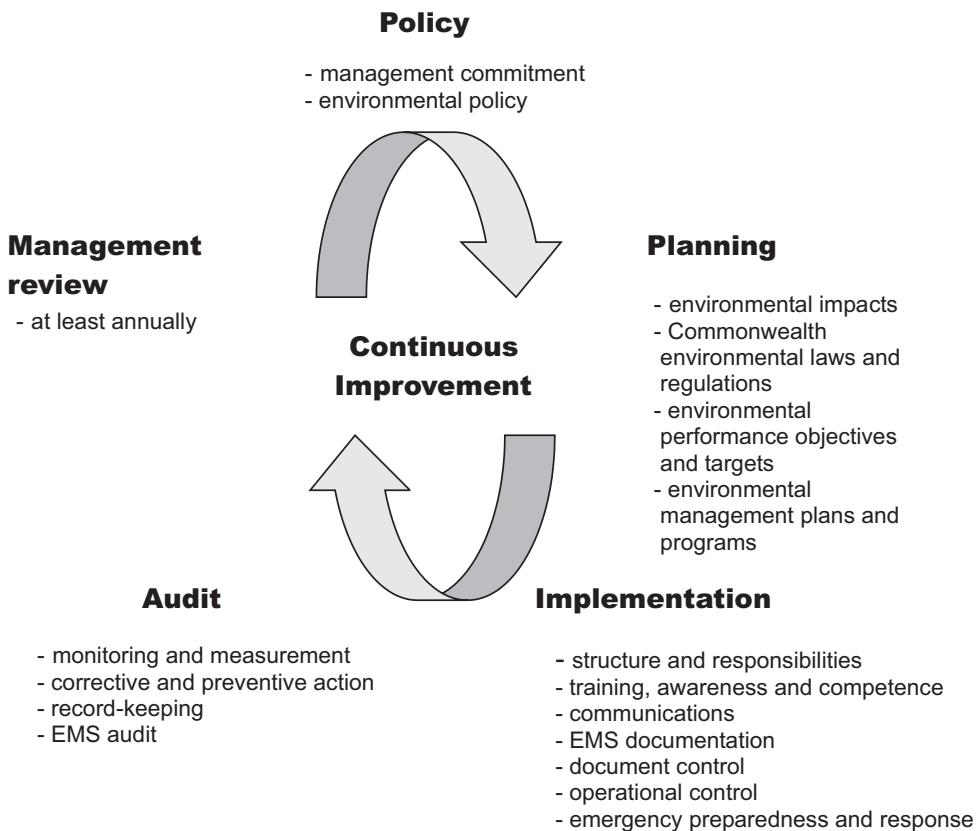 Policy
- management commitment
- environmental policy
Management
review
- at least annually
Planning
- environmental impacts
- Commonwealth
environmental laws and
regulations
- environmental
performance objectives
and targets
- environmental
management plans and
programs
Continuous
Improvement
Audit
- monitoring and measurement
- corrective and preventive action
- record-keeping
- EMS audit
Implementation
- structure and responsibilities
- training, awareness and competence
- communications
- EMS documentation
- document control
- operational control
- emergency preparedness and response